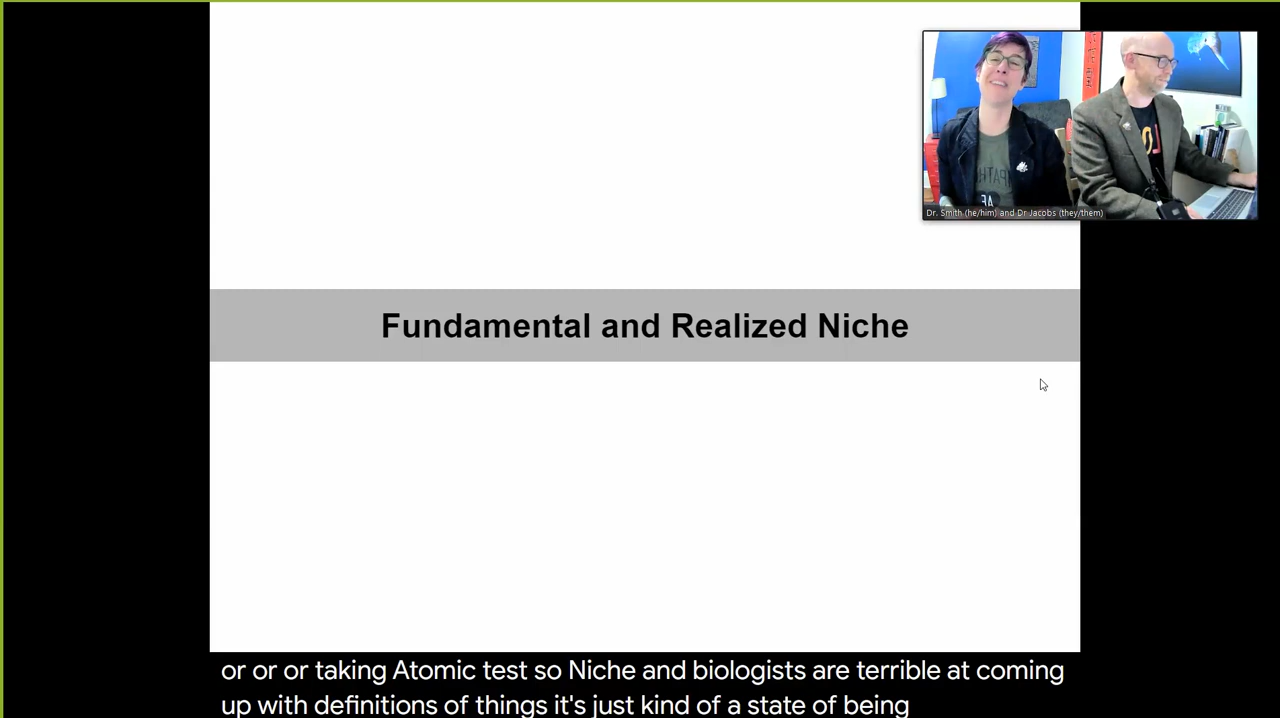 Dr. Smith (he/him) and Dr Jacobs (they/them)
Fundamental and Realized Niche
or or or taking Atomic test so Niche and biologists are terrible at coming
up with definitions of things it's just kind of a state of being